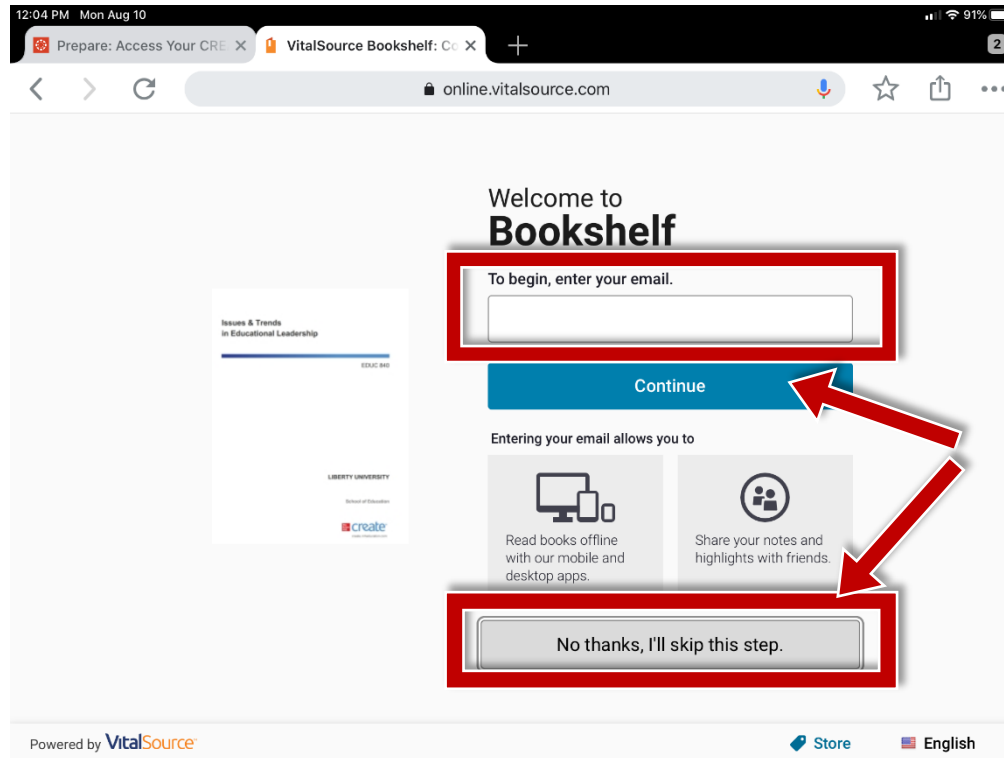 12:04 PM Mon Aug 10
91%
Prepare: Access Your CRE
VitalSource Bookshelf: Co
2
online.vitalsource.com
Welcome to
Bookshelf
To begin, enter your email.
Issues & Trends
in Educational Leadership
EDUC 840
Continue
Entering your email allows you to
LIBERTY UNIVERSITY
School of Education
create
Read books offline
with our mobile and
desktop apps.
Share your notes and
highlights with friends.
No thanks, I'll skip this step.
Powered by VitalSource
Store
English